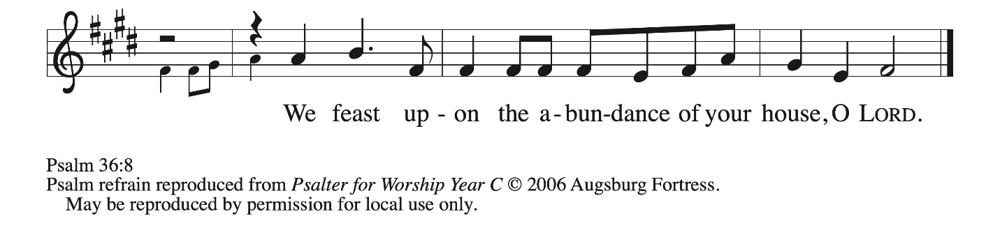 We feast up - on the a - bun-dance of your house, O LORD.
Psalm 36:8
Psalm refrain reproduced from Psalter for Worship Year C © 2006 Augsburg Fortress.
May be reproduced by permission for local use only.